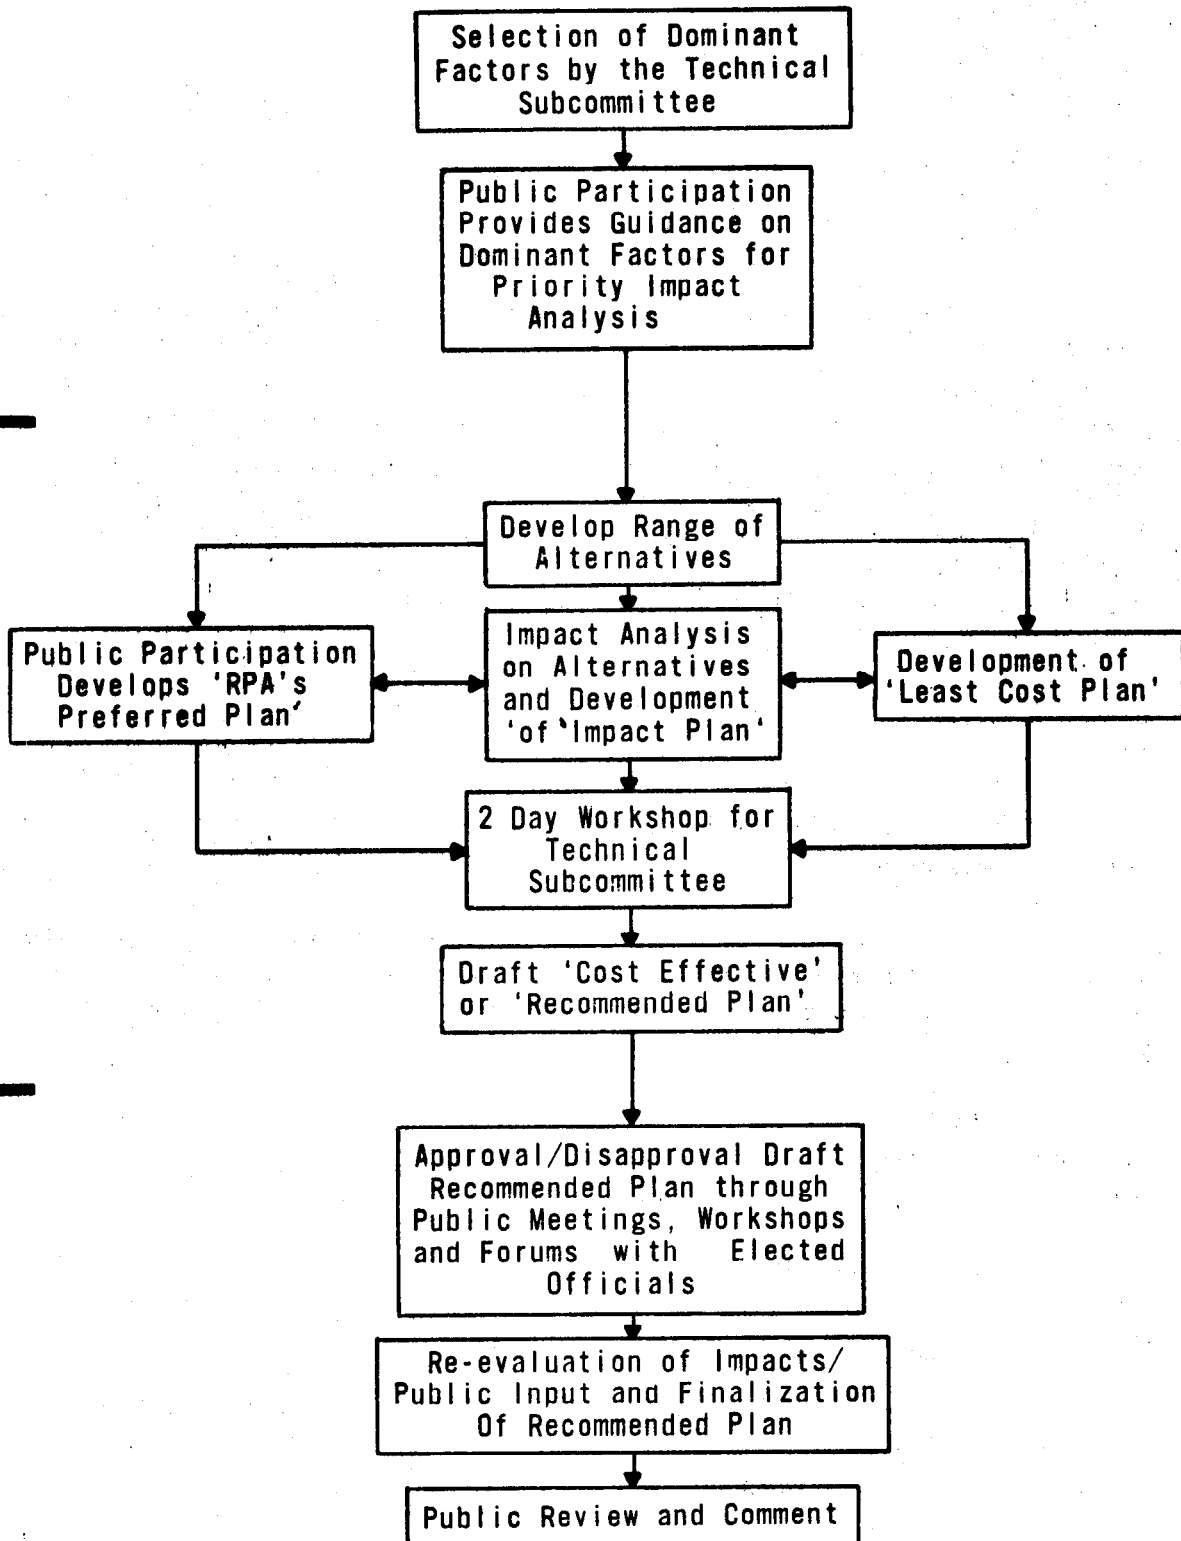 Selection of Dominant
Factors by the Technical
Subcommittee
Public Participation
Provides Guidance on
Dominant Factors for
Priority Impact
Analysis
Develop Range of
Alternatives
Public Participation
Develops 'RPA's
Preferred Plan'
Impact Analysis
on Alternatives
and Development
'of 'Impact Plan'
Development of
'Least Cost Plan'
2 Day Workshop for
Technical
Subcommittee
Draft 'Cost Effective'
or 'Recommended Plan'
Approval/Disapproval Draft
Recommended Plan through
Public Meetings, Workshops
and Forums with Elected
Officials
Re-evaluation of Impacts/
Public Input and Finalization
Of Recommended Plan
Public Review and Comment